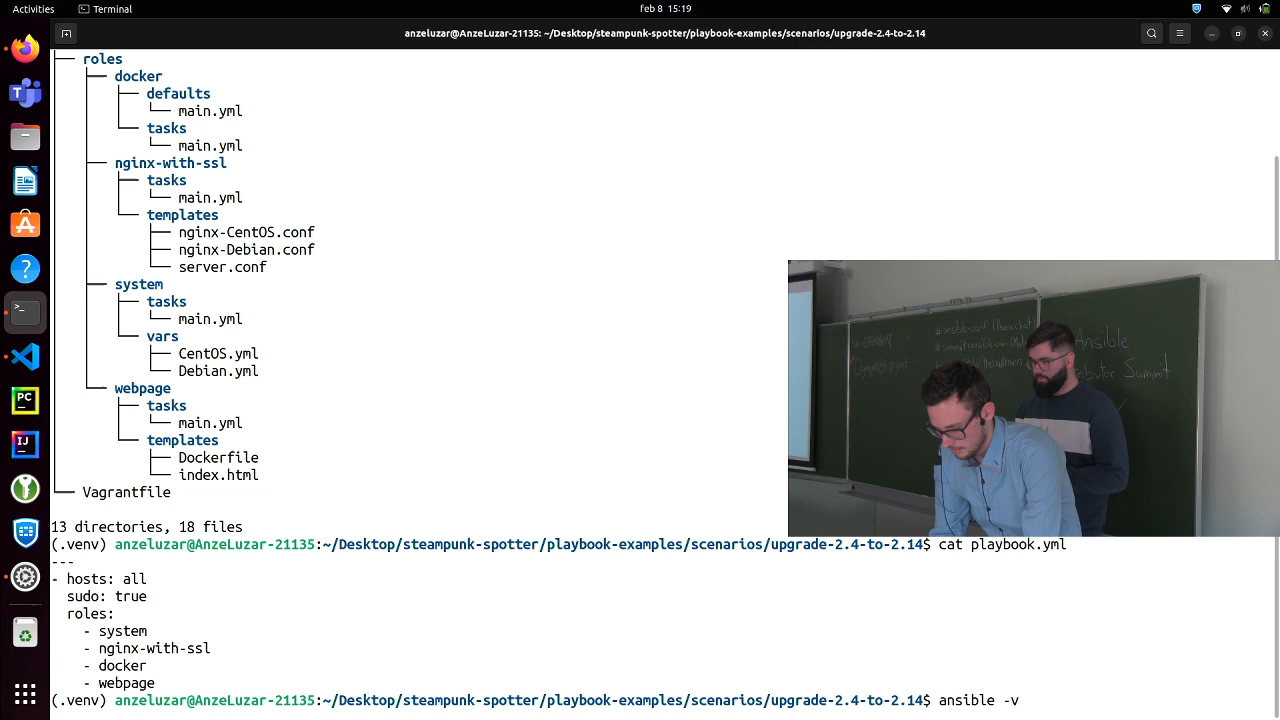 Activities
Terminal
feb 8 15:19
anzeluzar@AnzeLuzar-21135: ~/Desktop/steampunk-spotter/playbook-examples/scenarios/upgrade-2.4-to-2.14
├── roles
│   ├── docker
│   │   ├── defaults
│   │   │   └── main.yml
│   │   └── tasks
│   │       └── main.yml
│   ├── nginx-with-ssl
│   │   ├── tasks
│   │   │   └── main.yml
│   │   └── templates
│   │       ├── nginx-CentOS.conf
│   │       ├── nginx-Debian.conf
│   │       └── server.conf
│   ├── system
│   │   ├── tasks
│   │   │   └── main.yml
│   │   └── vars
│   │       ├── CentOS.yml
│   │       └── Debian.yml
│   └── webpage
│       ├── tasks
│       │   └── main.yml
│       └── templates
│           ├── Dockerfile
│           └── index.html
└── Vagrantfile
13 directories, 18 files
(.venv) anzeluzar@AnzeLuzar-21135:~/Desktop/steampunk-spotter/playbook-examples/scenarios/upgrade-2.4-to-2.14$ cat playbook.yml
---
- hosts: all
  sudo: true
  roles:
    - system
    - nginx-with-ssl
    - docker
    - webpage
(.venv) anzeluzar@AnzeLuzar-21135:~/Desktop/steampunk-spotter/playbook-examples/scenarios/upgrade-2.4-to-2.14$ ansible -v
PC
IJ
Ansible
Summit